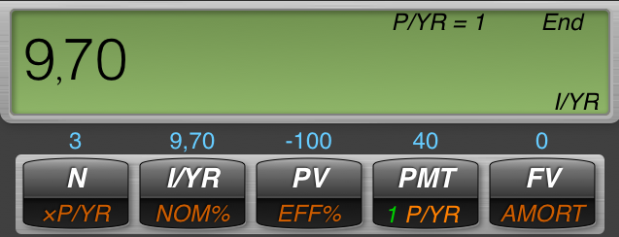 P/YR = 1 End
9,70
I/YR
3 9,70 -100 40 0
N I/YR PV PMT FV
×P/YR NOM% EFF% 1 P/YR AMORT